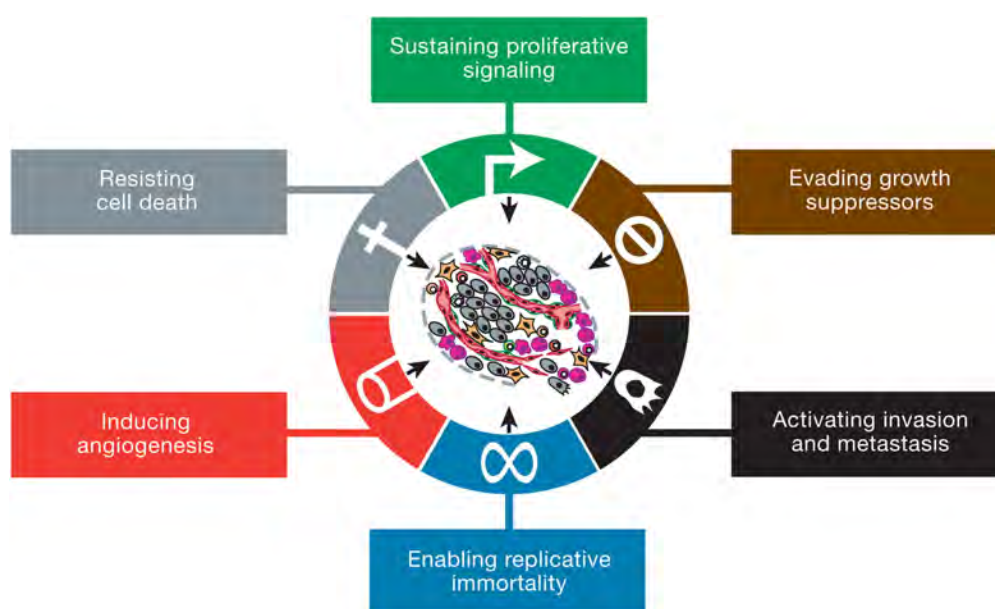 Sustaining proliferative
signaling
Resisting
cell death
Evading growth
suppressors
Inducing
angiogenesis
Activating invasion
and metastasis
Enabling replicative
immortality